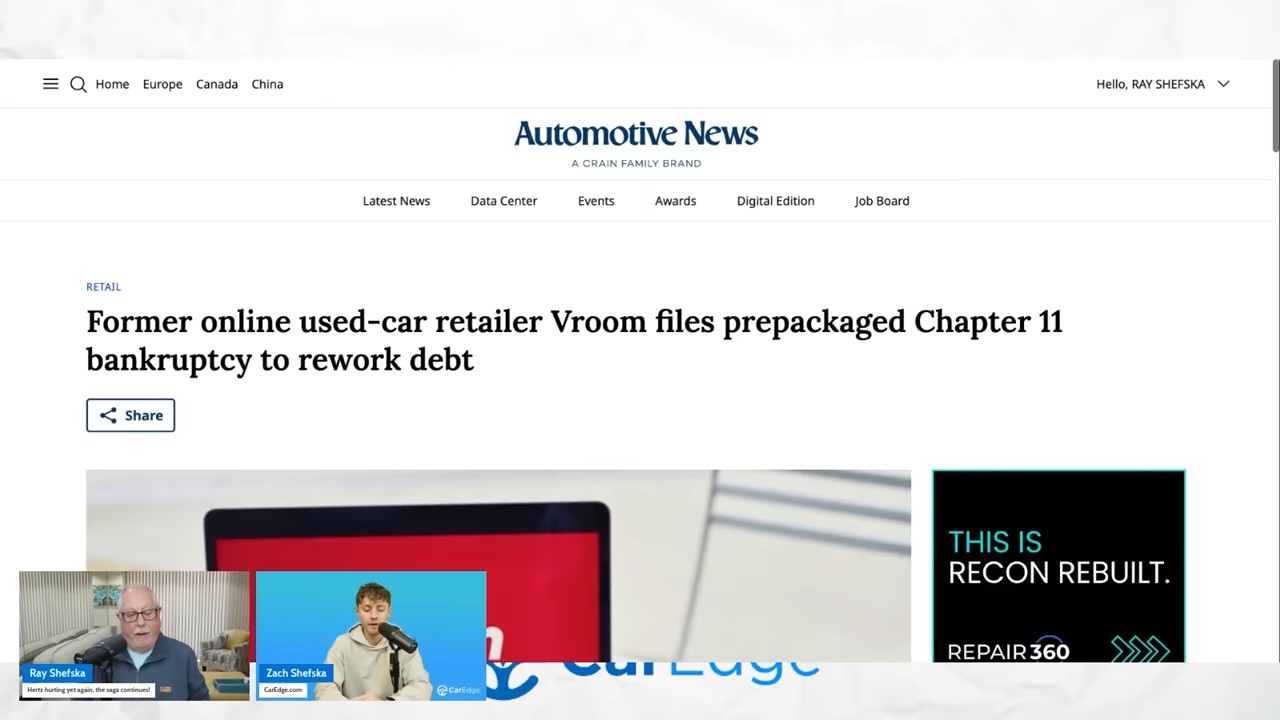 Home Europe Canada China
Hello, RAY SHEFSKA
Automotive News
A CRAIN FAMILY BRAND
Latest News Data Center Events Awards Digital Edition Job Board
RETAIL
Former online used-car retailer Vroom files prepackaged Chapter 11
bankruptcy to rework debt
Share
THIS IS
RECON REBUILT.
REPAIR360
Ray Shefska
Hertz hurting yet again, the saga continues!
Zach Shefska
CarEdge.com
CarEdge
CarEdge